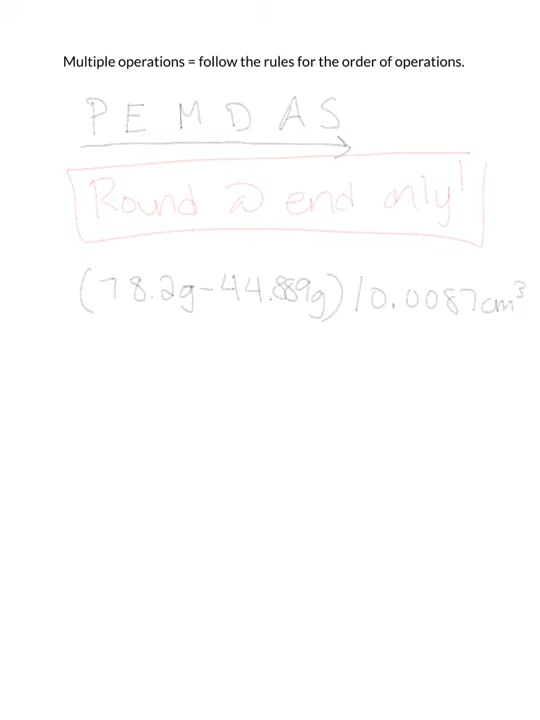 Multiple operations = follow the rules for the order of operations.
P E M D A S
Round @ end only!
(78.2g-44.889g)/0.0087cm³